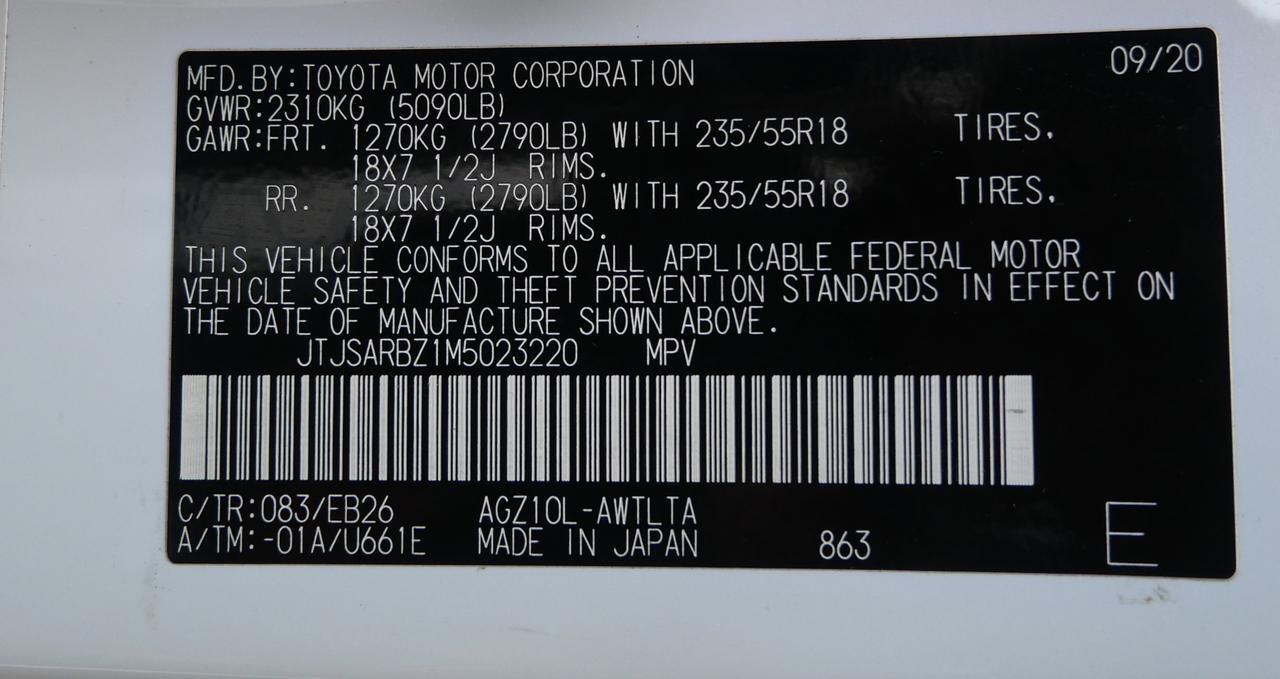 MFD.BY:TOYOTA MOTOR CORPORATION 09/20
GVWR:2310KG (5090LB)
GAWR:FRT. 1270KG (2790LB) WITH 235/55R18 TIRES.
18X7 1/2J RIMS.
RR. 1270KG (2790LB) WITH 235/55R18 TIRES.
18X7 1/2J RIMS.
THIS VEHICLE CONFORMS TO ALL APPLICABLE FEDERAL MOTOR
VEHICLE SAFETY AND THEFT PREVENTION STANDARDS IN EFFECT ON
THE DATE OF MANUFACTURE SHOWN ABOVE.
JTJSARBZ1M5023220 MPV
C/TR:083/EB26 AGZ10L-AWTLTA
A/TM:-01A/U661E MADE IN JAPAN 863 E